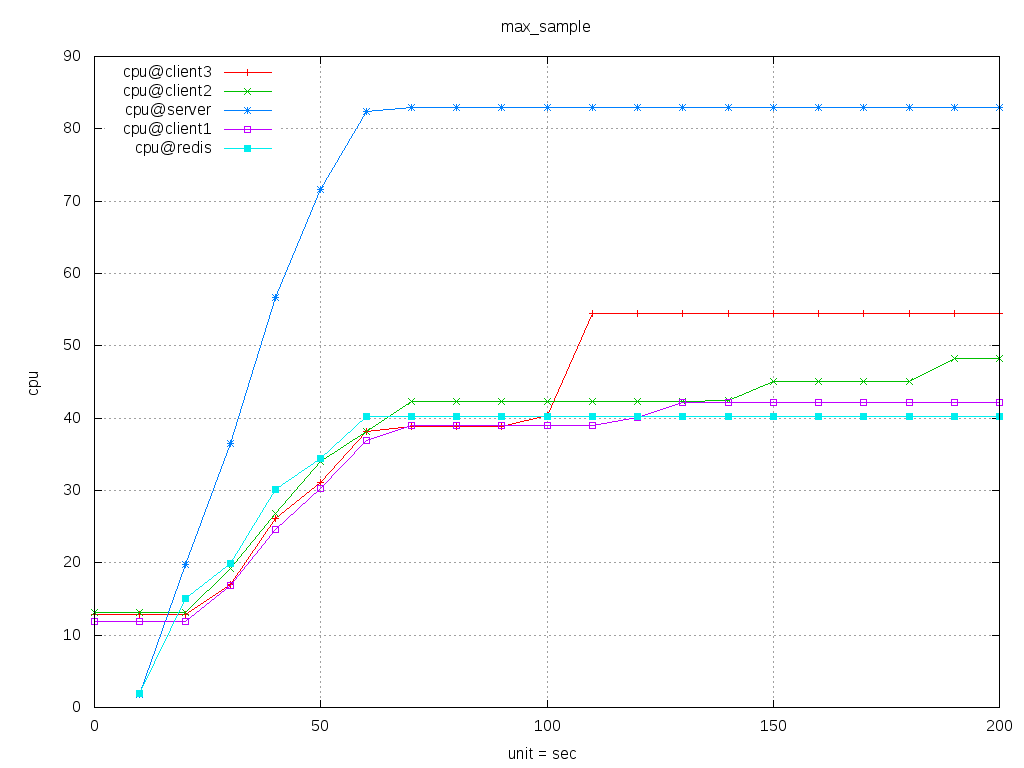 max_sample
90
80
70
60
50
40
30
20
10
0
cpu@client3
cpu@client2
cpu@server
cpu@client1
cpu@redis
cpu
0 50 100 150 200
unit = sec